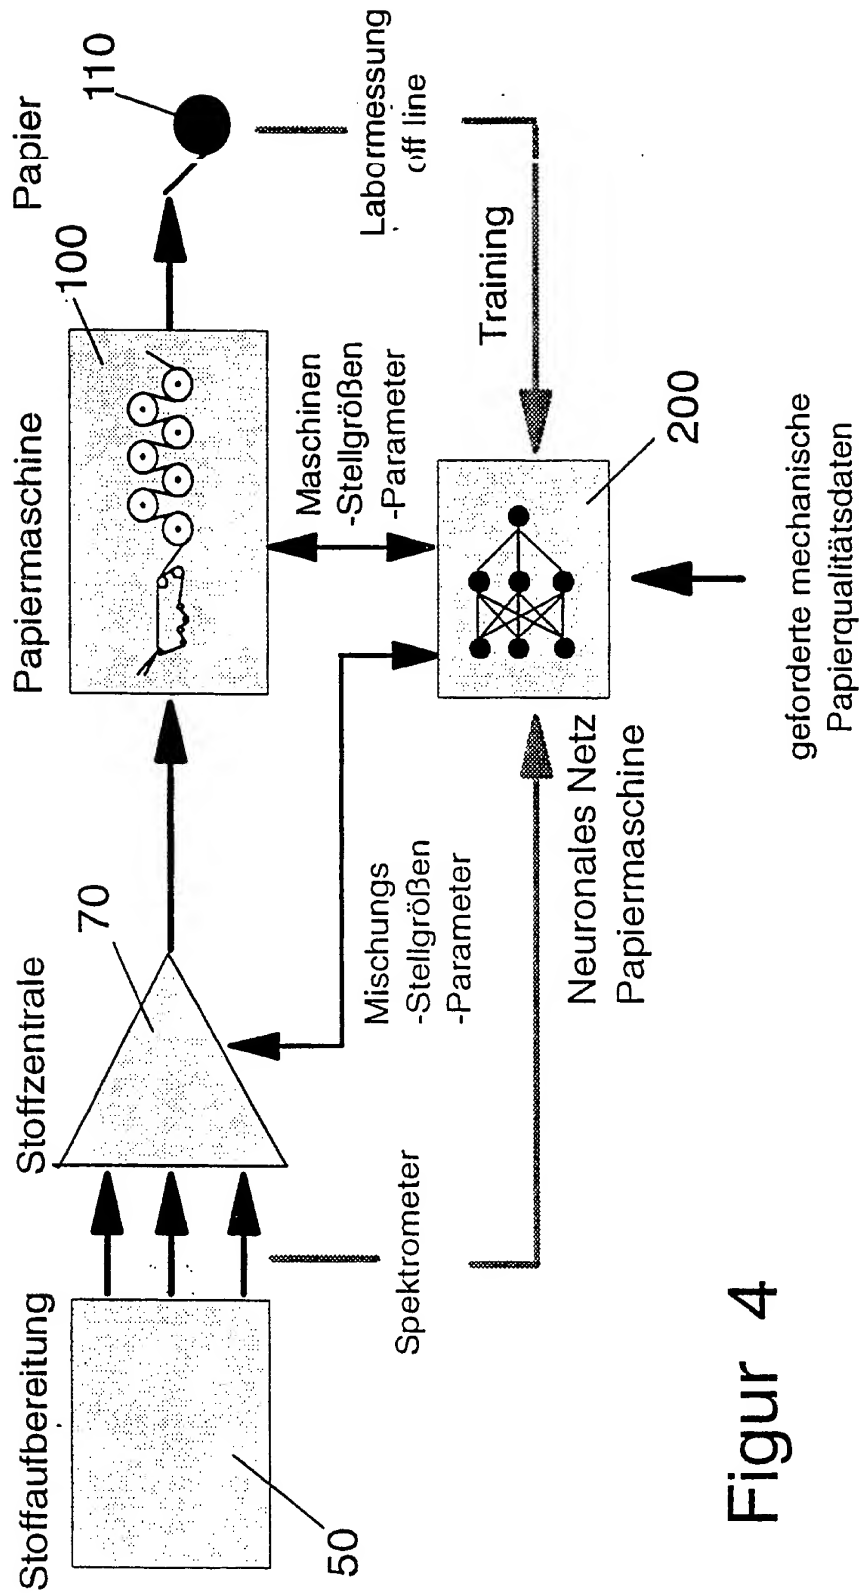 Stoffaufbereitung
Stoffzentrale
Papiermaschine
Papier
50
70
100
110
Spektrometer
Mischungs
-Stellgrößen
-Parameter
Maschinen
-Stellgrößen
-Parameter
Labormessung
off line
Training
200
Neuronales Netz
Papiermaschine
geforderte mechanische
Papierqualitätsdaten
Figur 4